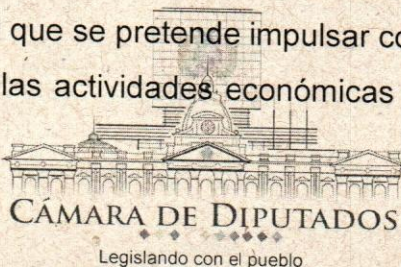 que se pretende impulsar co
las actividades económicas
CÁMARA DE DIPUTADOS
Legislando con el pueblo